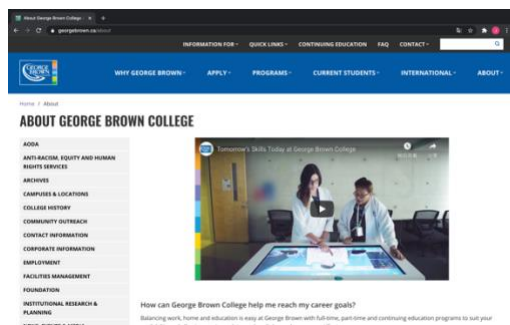 About George Brown College
georgebrown.ca/about
INFORMATION FOR
QUICK LINKS
CONTINUING EDUCATION
FAQ
CONTACT
GEORGE
BROWN
WHY GEORGE BROWN
APPLY
PROGRAMS
CURRENT STUDENTS
INTERNATIONAL
ABOUT
Home / About
ABOUT GEORGE BROWN COLLEGE
AODA
ANTI-RACISM, EQUITY AND HUMAN
RIGHTS SERVICES
ARCHIVES
CAMPUSES & LOCATIONS
COLLEGE HISTORY
COMMUNITY OUTREACH
CONTACT INFORMATION
CORPORATE INFORMATION
EMPLOYMENT
FACILITIES MANAGEMENT
FOUNDATION
INSTITUTIONAL RESEARCH &
PLANNING
Tomorrow's Skills Today at George Brown College
How can George Brown College help me reach my career goals?
Balancing work, home and education is easy at George Brown with full-time, part-time and continuing education programs to suit your